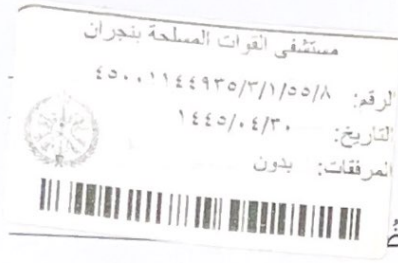 مستشفى القوات المسلحة بنجران
الرقم: ٤٥٠٠١١٤٤٩٣٥/٣/١/٥٥/٨
التاريخ: ١٤٤٥/٠٤/٣٠
المرفقات: بدون